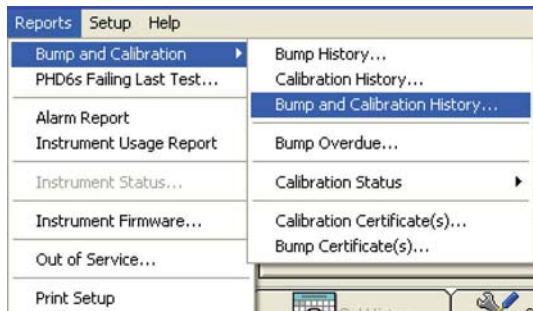 Reports Setup Help
Bump and Calibration
PHD6s Failing Last Test...
Alarm Report
Instrument Usage Report
Instrument Status...
Instrument Firmware...
Out of Service...
Print Setup
Bump History...
Calibration History...
Bump and Calibration History...
Bump Overdue...
Calibration Status
Calibration Certificate(s)...
Bump Certificate(s)...